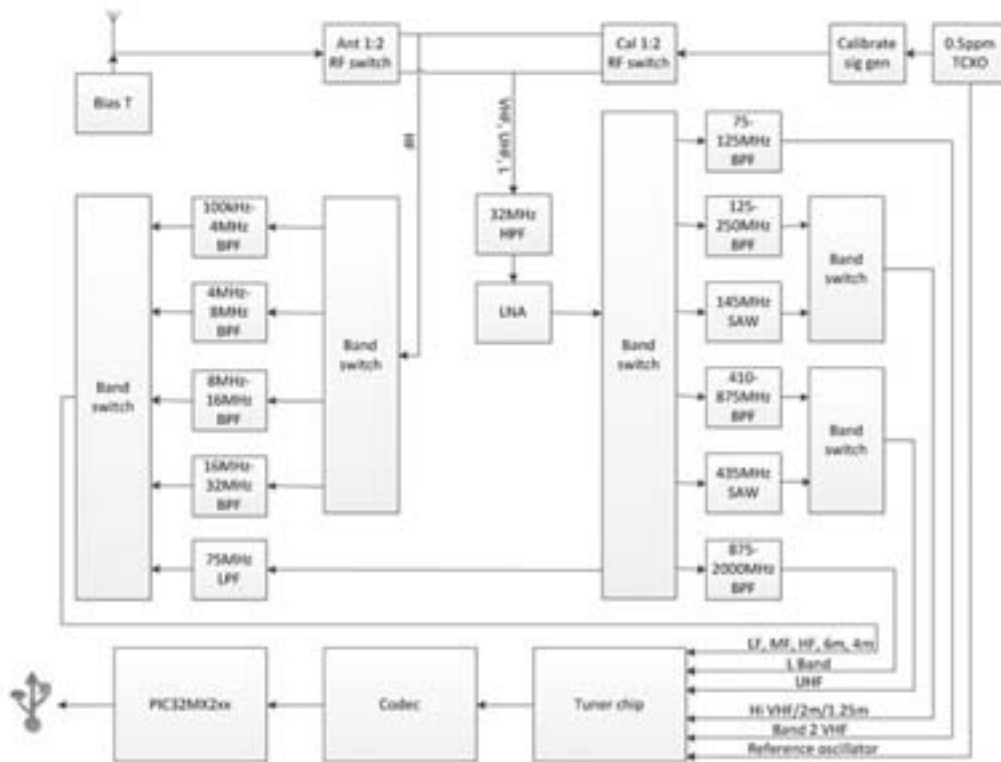 Ant 1:2
RF switch
Cal 1:2
RF switch
Calibrate
sig gen
0.5ppm
TCXO
Bias T
HF
VHF, UHF, L
75-
125MHz
BPF
100kHz-
4MHz
BPF
32MHz
HPF
125-
250MHz
BPF
Band
switch
4MHz-
8MHz
BPF
LNA
145MHz
SAW
Band
switch
Band
switch
Band
switch
8MHz-
16MHz
BPF
410-
875MHz
BPF
Band
switch
16MHz-
32MHz
BPF
435MHz
SAW
75MHz
LPF
875-
2000MHz
BPF
LF, MF, HF, 6m, 4m
L Band
UHF
PIC32MX2xx
Codec
Tuner chip
Hi VHF/2m/1.25m
Band 2 VHF
Reference oscillator